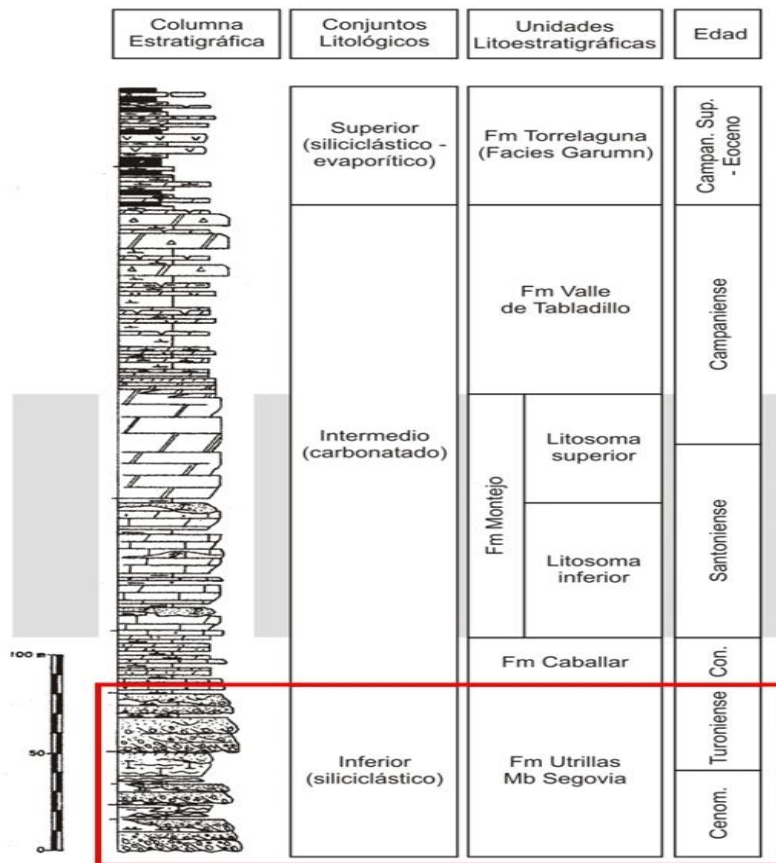 Columna
Estratigráfica
Conjuntos
Litológicos
Unidades
Litoestratigráficas
Edad
Superior
(siliciclástico -
evaporítico)
Fm Torrelaguna
(Facies Garumn)
Campan. Sup.
- Eoceno
Fm Valle
de Tabladillo
Campaniense
Intermedio
(carbonatado)
Fm Montejo
Litosoma
superior
Litosoma
inferior
Santoniense
Fm Caballar
Con.
100 m
50
0
Inferior
(siliciclástico)
Fm Utrillas
Mb Segovia
Turoniense
Cenom.